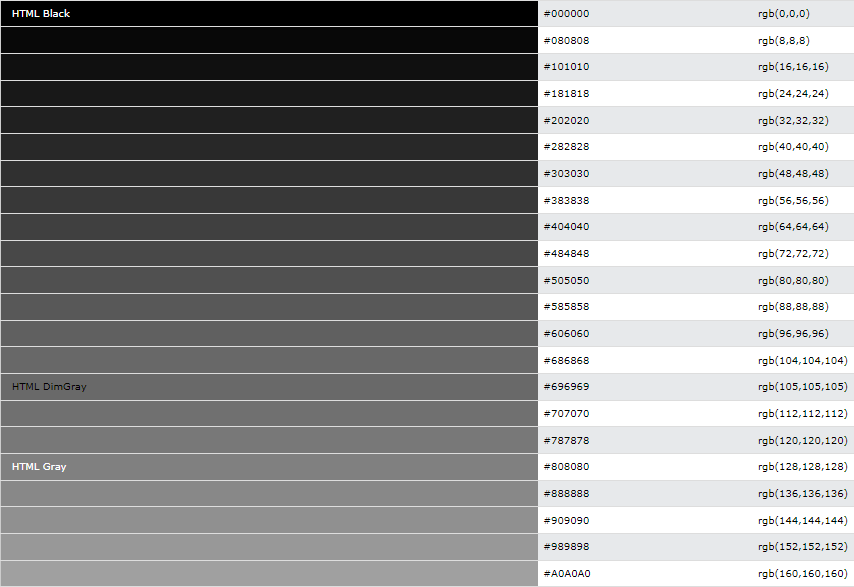 HTML Black #000000 rgb(0,0,0)
#080808 rgb(8,8,8)
#101010 rgb(16,16,16)
#181818 rgb(24,24,24)
#202020 rgb(32,32,32)
#282828 rgb(40,40,40)
#303030 rgb(48,48,48)
#383838 rgb(56,56,56)
#404040 rgb(64,64,64)
#484848 rgb(72,72,72)
#505050 rgb(80,80,80)
#585858 rgb(88,88,88)
#606060 rgb(96,96,96)
#686868 rgb(104,104,104)
HTML DimGray #696969 rgb(105,105,105)
#707070 rgb(112,112,112)
#787878 rgb(120,120,120)
HTML Gray #808080 rgb(128,128,128)
#888888 rgb(136,136,136)
#909090 rgb(144,144,144)
#989898 rgb(152,152,152)
#A0A0A0 rgb(160,160,160)